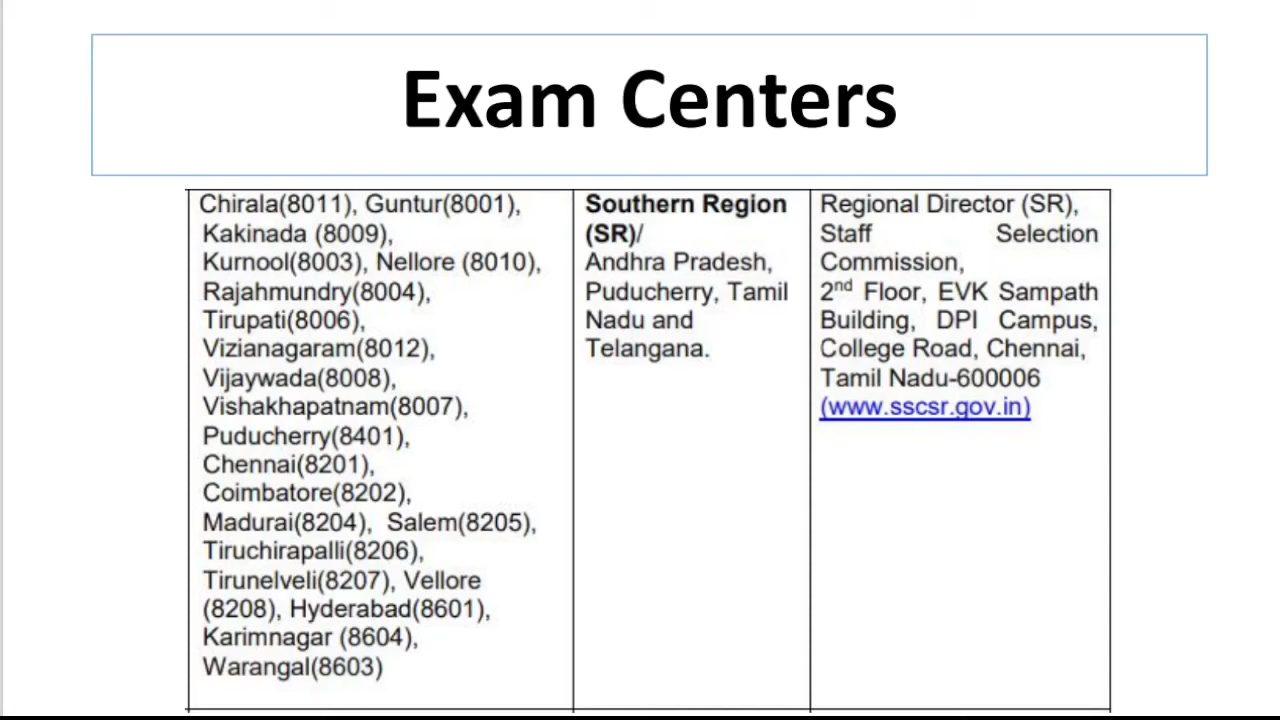 Exam Centers
Chirala(8011), Guntur(8001),
Kakinada (8009),
Kurnool(8003), Nellore (8010),
Rajahmundry(8004),
Tirupati(8006),
Vizianagaram(8012),
Vijaywada(8008),
Vishakhapatnam(8007),
Puducherry(8401),
Chennai(8201),
Coimbatore(8202),
Madurai(8204), Salem(8205),
Tiruchirapalli(8206),
Tirunelveli(8207), Vellore
(8208), Hyderabad(8601),
Karimnagar (8604),
Warangal(8603)
Southern Region
(SR)/
Andhra Pradesh,
Puducherry, Tamil
Nadu and
Telangana.
Regional Director (SR),
Staff Selection
Commission,
2nd Floor, EVK Sampath
Building, DPI Campus,
College Road, Chennai,
Tamil Nadu-600006
(www.sscsr.gov.in)